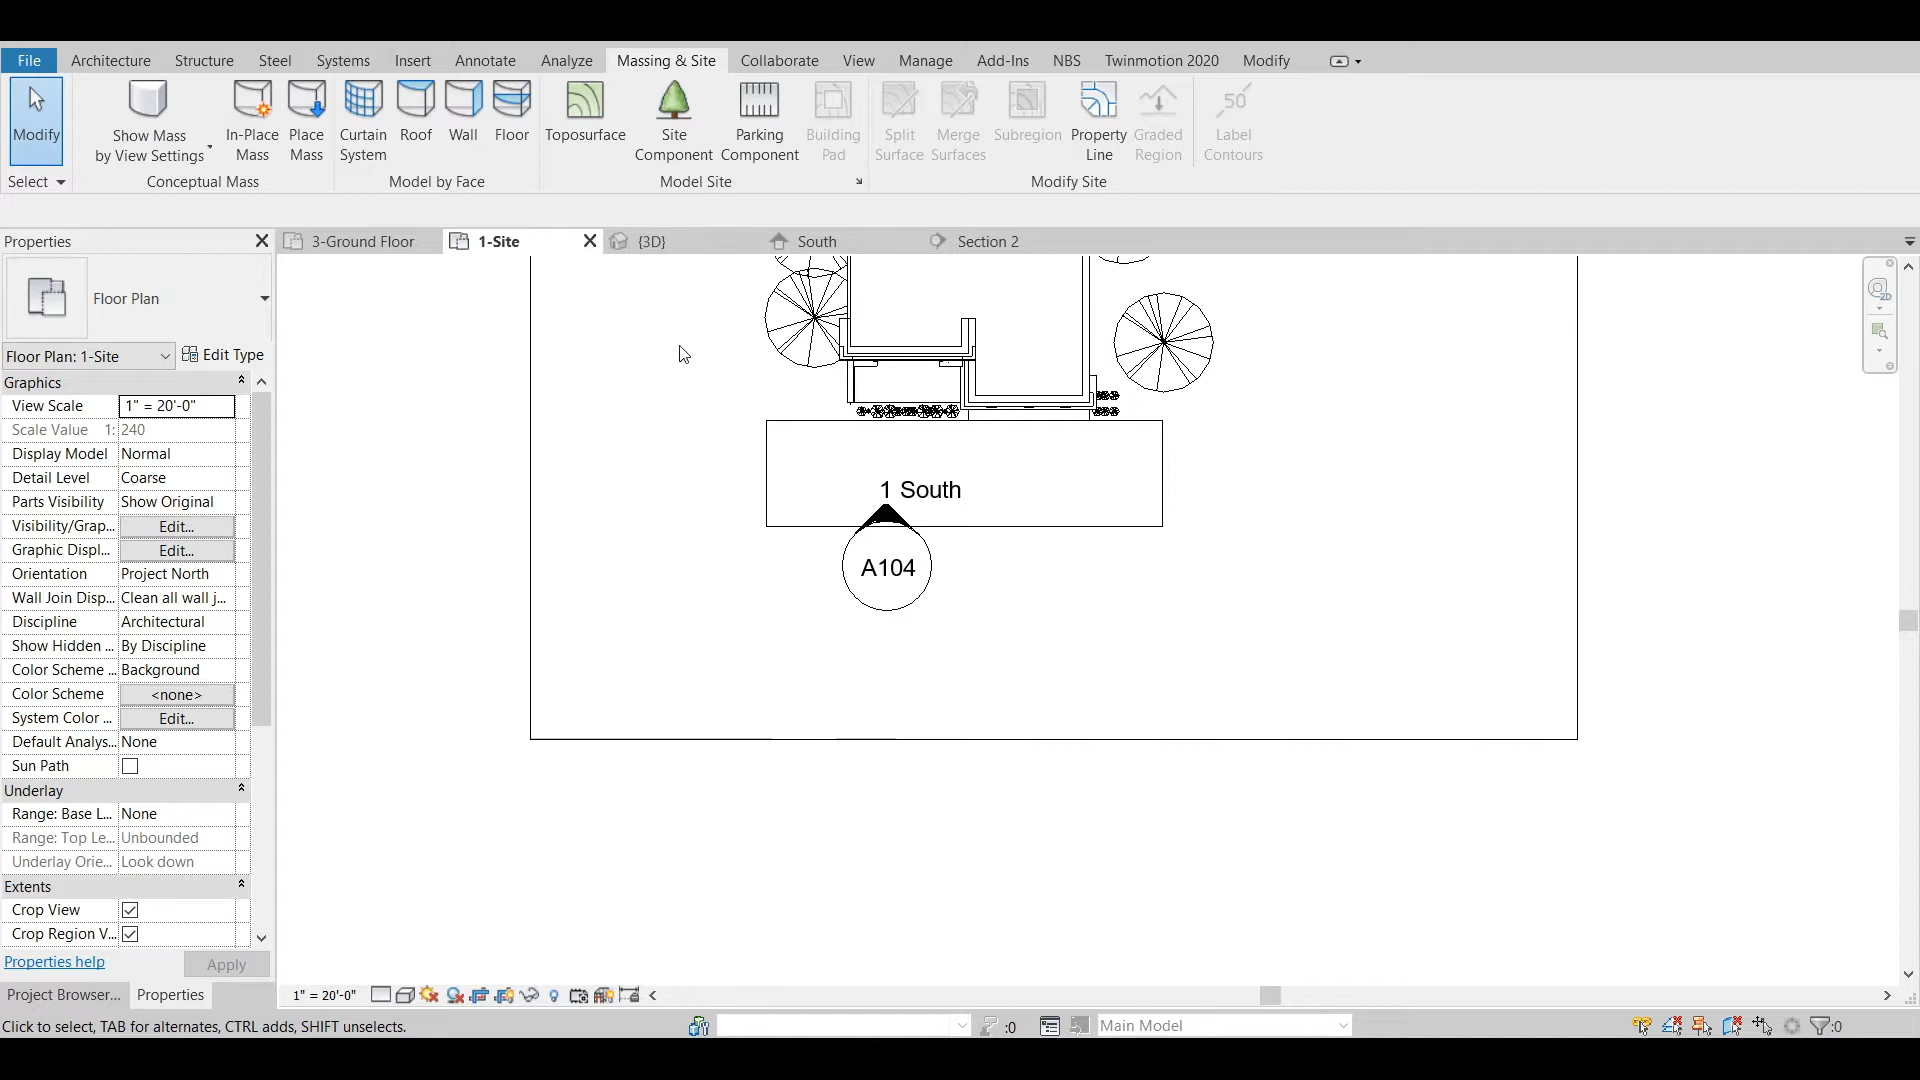 File Architecture Structure Steel Systems Insert Annotate Analyze Massing & Site Collaborate View Manage Add-Ins NBS Twinmotion 2020 Modify
Modify
Show Mass
by View Settings
In-Place
Mass
Place
Mass
Curtain
System
Roof
Wall
Floor
Toposurface
Site
Component
Parking
Component
Building
Pad
Split
Surface
Merge
Surfaces
Subregion
Property
Line
Graded
Region
50
Label
Contours
Select
Conceptual Mass
Model by Face
Model Site
Modify Site
Properties
3-Ground Floor
1-Site
{3D}
South
Section 2
2D
Floor Plan
Floor Plan: 1-Site
Edit Type
Graphics
View Scale 1" = 20'-0"
Scale Value 1: 240
Display Model Normal
Detail Level Coarse
Parts Visibility Show Original
Visibility/Grap... Edit...
Graphic Displ... Edit...
Orientation Project North
Wall Join Disp... Clean all wall j...
Discipline Architectural
Show Hidden ... By Discipline
Color Scheme ... Background
Color Scheme <none>
System Color ... Edit...
Default Analys... None
Sun Path
Underlay
Range: Base L... None
Range: Top Le... Unbounded
Underlay Orie... Look down
Extents
Crop View
Crop Region V...
Properties help
Apply
Project Browser...
Properties
1 South
A104
1" = 20'-0"
Click to select, TAB for alternates, CTRL adds, SHIFT unselects.
:0
Main Model
:0